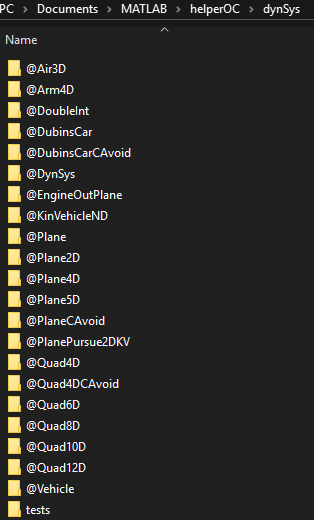 PC > Documents > MATLAB > helperOC > dynSys
Name
@Air3D
@Arm4D
@DoubleInt
@DubinsCar
@DubinsCarCAvoid
@DynSys
@EngineOutPlane
@KinVehicleND
@Plane
@Plane2D
@Plane4D
@Plane5D
@PlaneCAvoid
@PlanePursue2DKV
@Quad4D
@Quad4DCAvoid
@Quad6D
@Quad8D
@Quad10D
@Quad12D
@Vehicle
tests